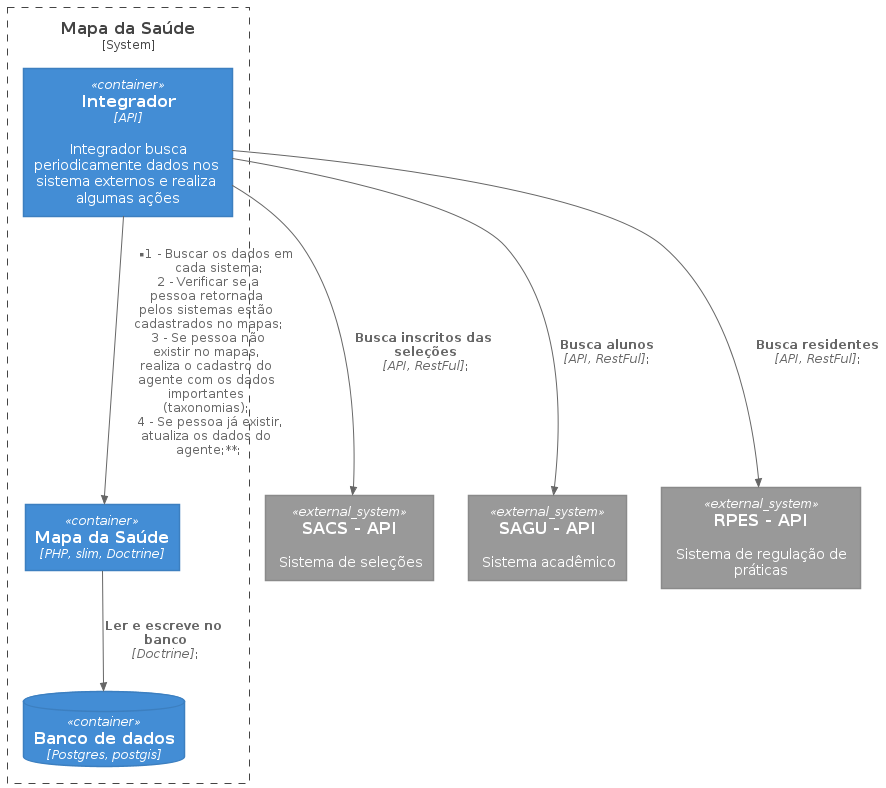 Mapa da Saúde
[System]
«container»
Integrador
[API]
Integrador busca
periodicamente dados nos
sistema externos e realiza
algumas ações
▪1 - Buscar os dados em
cada sistema;
2 - Verificar se a
pessoa retornada
pelos sistemas estão
cadastrados no mapas;
3 - Se pessoa não
existir no mapas,
realiza o cadastro do
agente com os dados
importantes
(taxonomias);
4 - Se pessoa já existir,
atualiza os dados do
agente;**;
Busca inscritos das
seleções
[API, RestFul];
Busca alunos
[API, RestFul];
Busca residentes
[API, RestFul];
«container»
Mapa da Saúde
[PHP, slim, Doctrine]
«external_system»
SACS - API
Sistema de seleções
«external_system»
SAGU - API
Sistema acadêmico
«external_system»
RPES - API
Sistema de regulação de
práticas
Ler e escreve no
banco
[Doctrine];
«container»
Banco de dados
[Postgres, postgis]